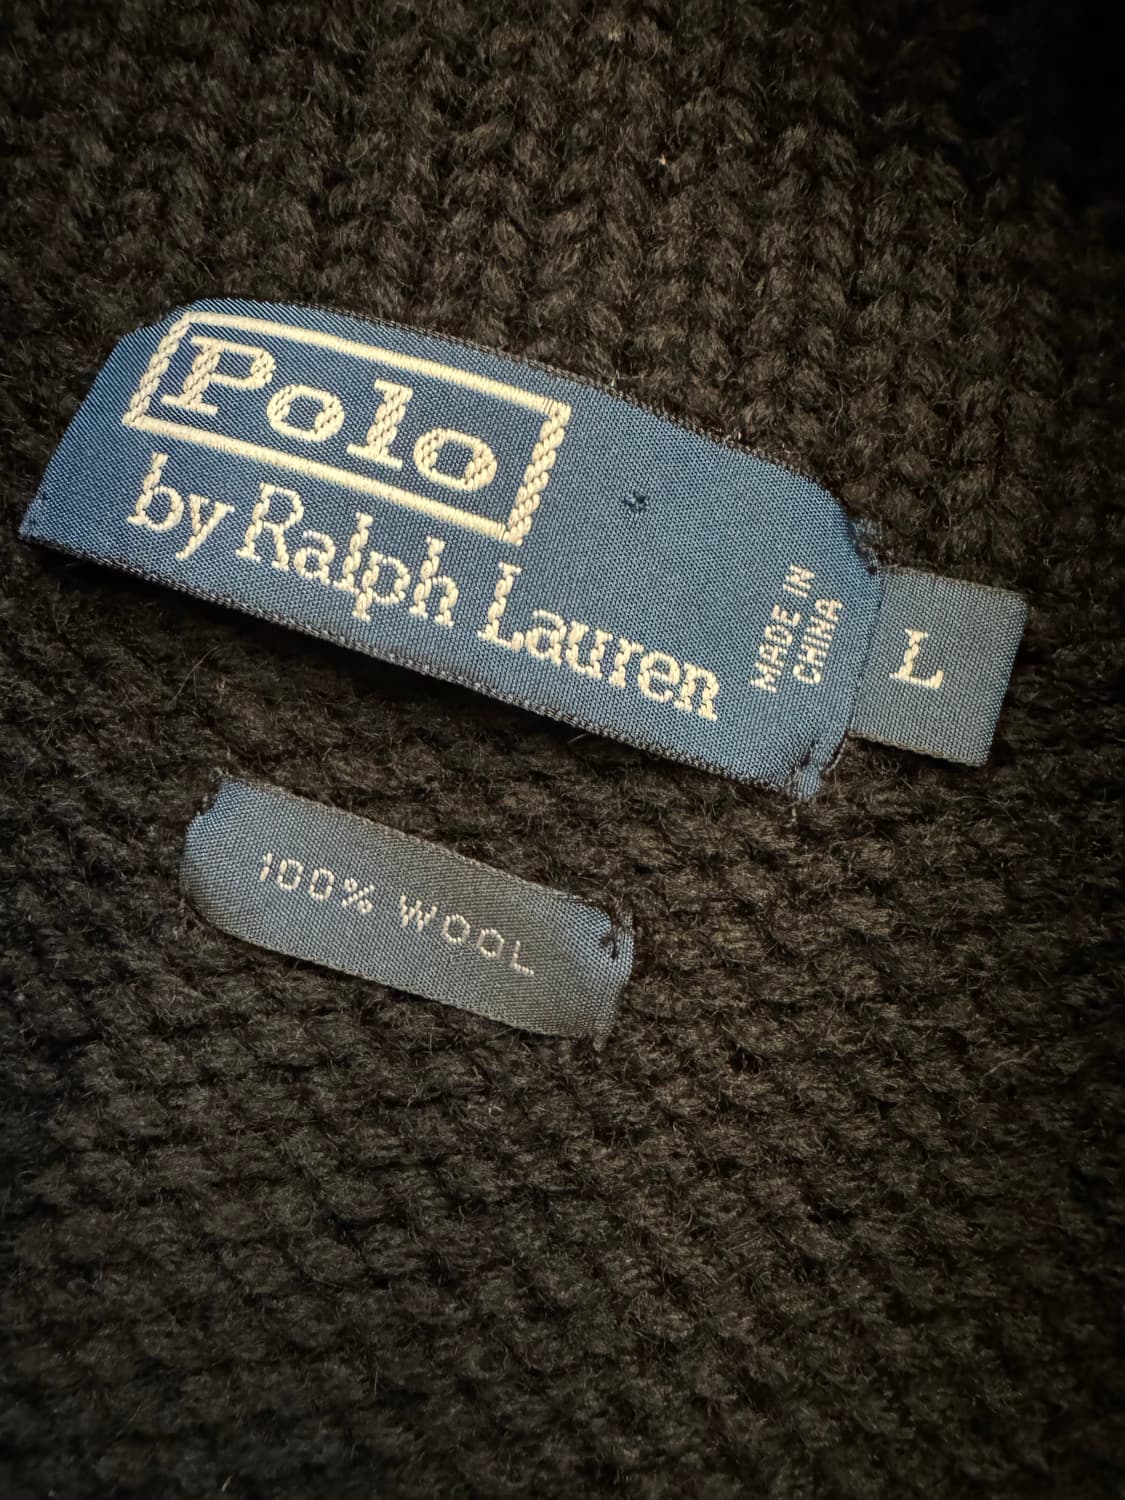 Polo
by Ralph Lauren
MADE IN
CHINA
L
100% WOOL